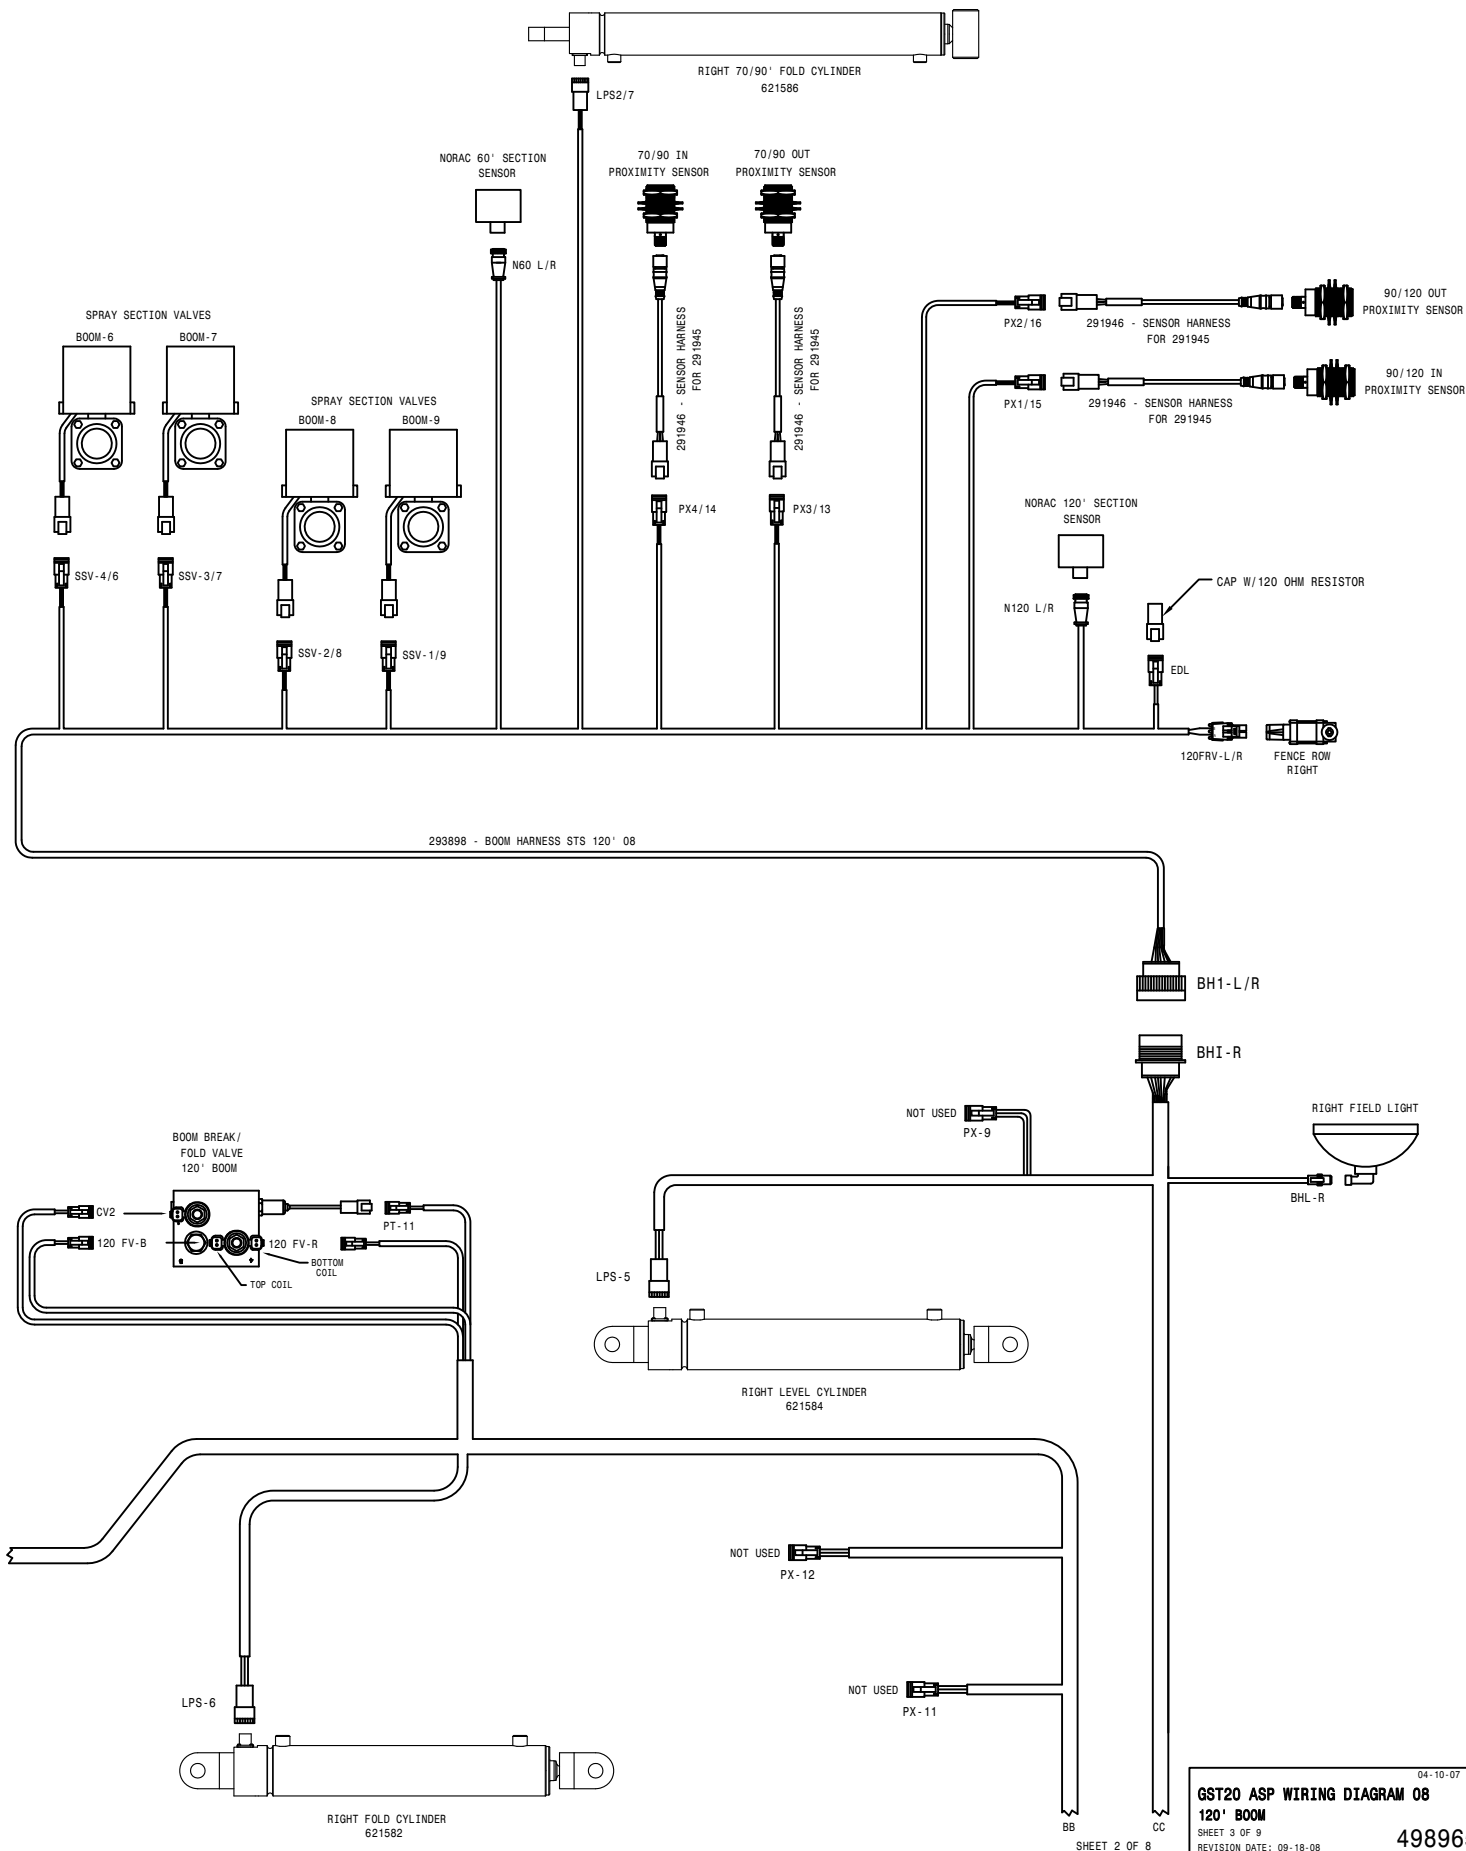 RIGHT 70/90' FOLD CYLINDER
621586
LPS2/7
NORAC 60' SECTION
SENSOR
70/90 IN
PROXIMITY SENSOR
70/90 OUT
PROXIMITY SENSOR
N60 L/R
SPRAY SECTION VALVES
BOOM-6
BOOM-7
SPRAY SECTION VALVES
BOOM-8
BOOM-9
291946 - SENSOR HARNESS
FOR 291945
291946 - SENSOR HARNESS
FOR 291945
PX2/16
291946 - SENSOR HARNESS
FOR 291945
90/120 OUT
PROXIMITY SENSOR
PX1/15
291946 - SENSOR HARNESS
FOR 291945
90/120 IN
PROXIMITY SENSOR
PX4/14
PX3/13
NORAC 120' SECTION
SENSOR
SSV-4/6
SSV-3/7
CAP W/120 OHM RESISTOR
N120 L/R
SSV-2/8
SSV-1/9
EDL
120FRV-L/R
FENCE ROW
RIGHT
293898 - BOOM HARNESS STS 120' 08
BH1-L/R
BHI-R
NOT USED
PX-9
RIGHT FIELD LIGHT
BHL-R
BOOM BREAK/
FOLD VALVE
120' BOOM
CV2
PT-11
120 FV-B
120 FV-R
BOTTOM
COIL
TOP COIL
LPS-5
RIGHT LEVEL CYLINDER
621584
NOT USED
PX-12
NOT USED
PX-11
LPS-6
RIGHT FOLD CYLINDER
621582
BB
CC
SHEET 2 OF 8
04-10-07
GST20 ASP WIRING DIAGRAM 08
120' BOOM
SHEET 3 OF 9
REVISION DATE: 09-18-08
49896